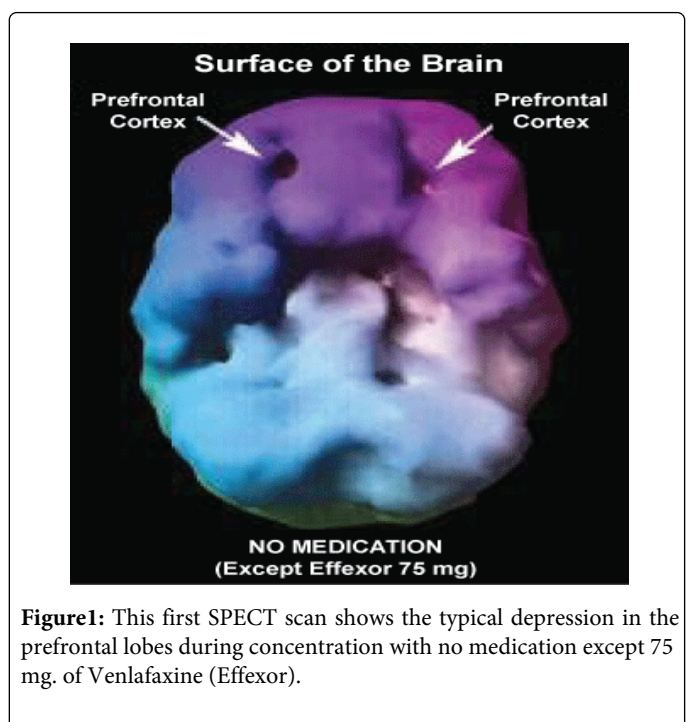 Surface of the Brain
Prefrontal Cortex
Prefrontal Cortex
NO MEDICATION
(Except Effexor 75 mg)
Figure1: This first SPECT scan shows the typical depression in the
prefrontal lobes during concentration with no medication except 75
mg. of Venlafaxine (Effexor).